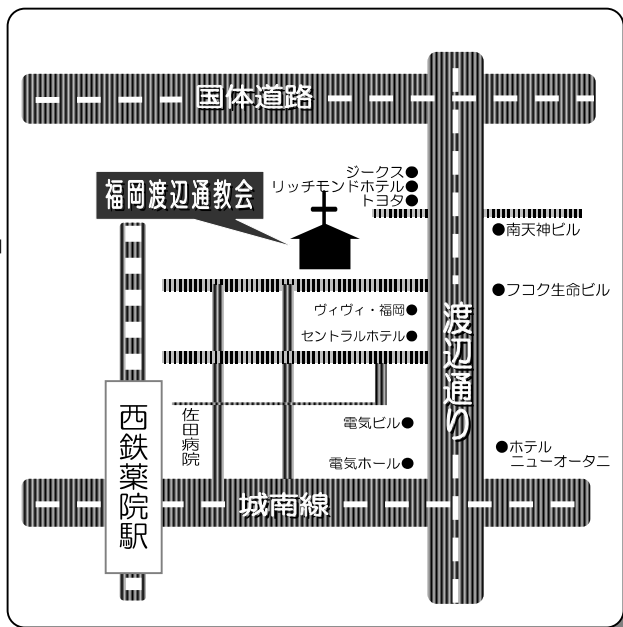 国体道路
ジークス
リッチモンドホテル
トヨタ
福岡渡辺通教会
南天神ビル
フコク生命ビル
ヴィヴィ・福岡
セントラルホテル
渡辺通り
西鉄薬院駅
佐田病院
電気ビル
電気ホール
ホテル
ニューオータニ
城南線